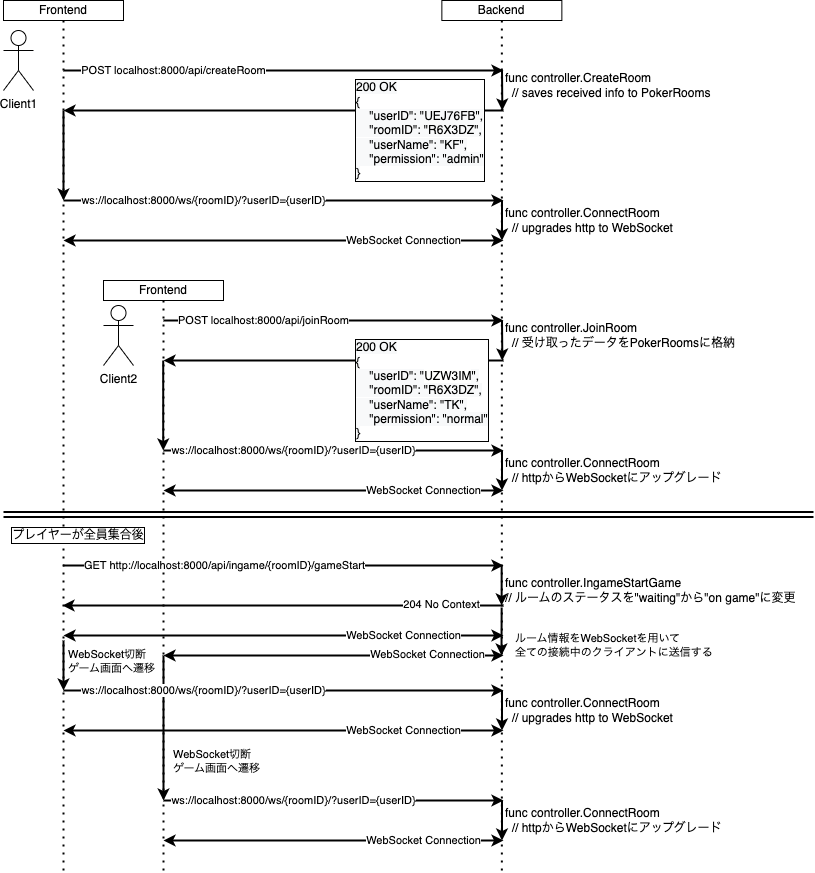 Frontend
Backend
Client1
POST localhost:8000/api/createRoom
func controller.CreateRoom
// saves received info to PokerRooms
200 OK
{
"userID": "UEJ76FB",
"roomID": "R6X3DZ",
"userName": "KF",
"permission": "admin"
}
ws://localhost:8000/ws/{roomID}/?userID={userID}
func controller.ConnectRoom
// upgrades http to WebSocket
WebSocket Connection
Frontend
Client2
POST localhost:8000/api/joinRoom
func controller.JoinRoom
// 受け取ったデータをPokerRoomsに格納
200 OK
{
"userID": "UZW3IM",
"roomID": "R6X3DZ",
"userName": "TK",
"permission": "normal"
}
ws://localhost:8000/ws/{roomID}/?userID={userID}
func controller.ConnectRoom
// httpからWebSocketにアップグレード
WebSocket Connection
プレイヤーが全員集合後
GET http://localhost:8000/api/ingame/{roomID}/gameStart
func controller.IngameStartGame
// ルームのステータスを"waiting"から"on game"に変更
204 No Context
WebSocket Connection
ルーム情報をWebSocketを用いて
全ての接続中のクライアントに送信する
WebSocket Connection
WebSocket切断
ゲーム画面へ遷移
ws://localhost:8000/ws/{roomID}/?userID={userID}
func controller.ConnectRoom
// upgrades http to WebSocket
WebSocket Connection
WebSocket切断
ゲーム画面へ遷移
ws://localhost:8000/ws/{roomID}/?userID={userID}
func controller.ConnectRoom
// httpからWebSocketにアップグレード
WebSocket Connection